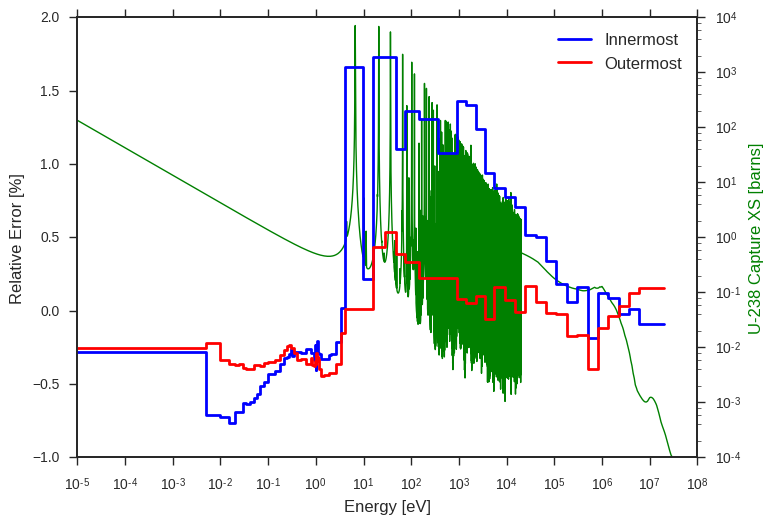 2.0
1.5
1.0
0.5
0.0
−0.5
−1.0
Relative Error [%]
Innermost
Outermost
10⁴
10³
10²
10¹
10⁰
10⁻¹
10⁻²
10⁻³
10⁻⁴
U-238 Capture XS [barns]
10⁻⁵ 10⁻⁴ 10⁻³ 10⁻² 10⁻¹ 10⁰ 10¹ 10² 10³ 10⁴ 10⁵ 10⁶ 10⁷ 10⁸
Energy [eV]